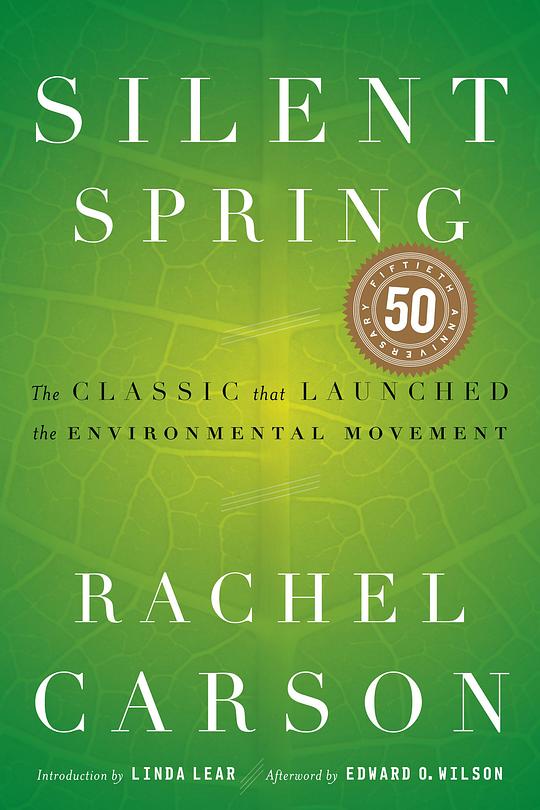 SILENT
SPRING
FIFTIETH ANNIVERSARY
50
The CLASSIC that LAUNCHED
the ENVIRONMENTAL MOVEMENT
RACHEL
CARSON
Introduction by LINDA LEAR Afterword by EDWARD O. WILSON